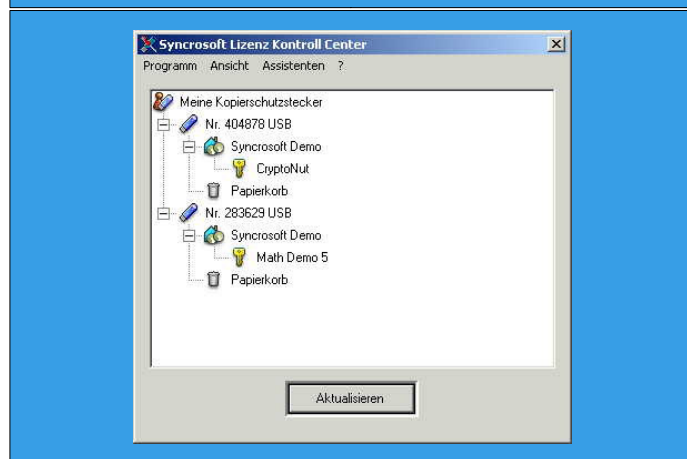 Syncrosoft Lizenz Kontroll Center
Programm Ansicht Assistenten ?
Meine Kopierschutzstecker
Nr. 404878 USB
Syncrosoft Demo
CryptoNut
Papierkorb
Nr. 283629 USB
Syncrosoft Demo
Math Demo 5
Papierkorb
Aktualisieren